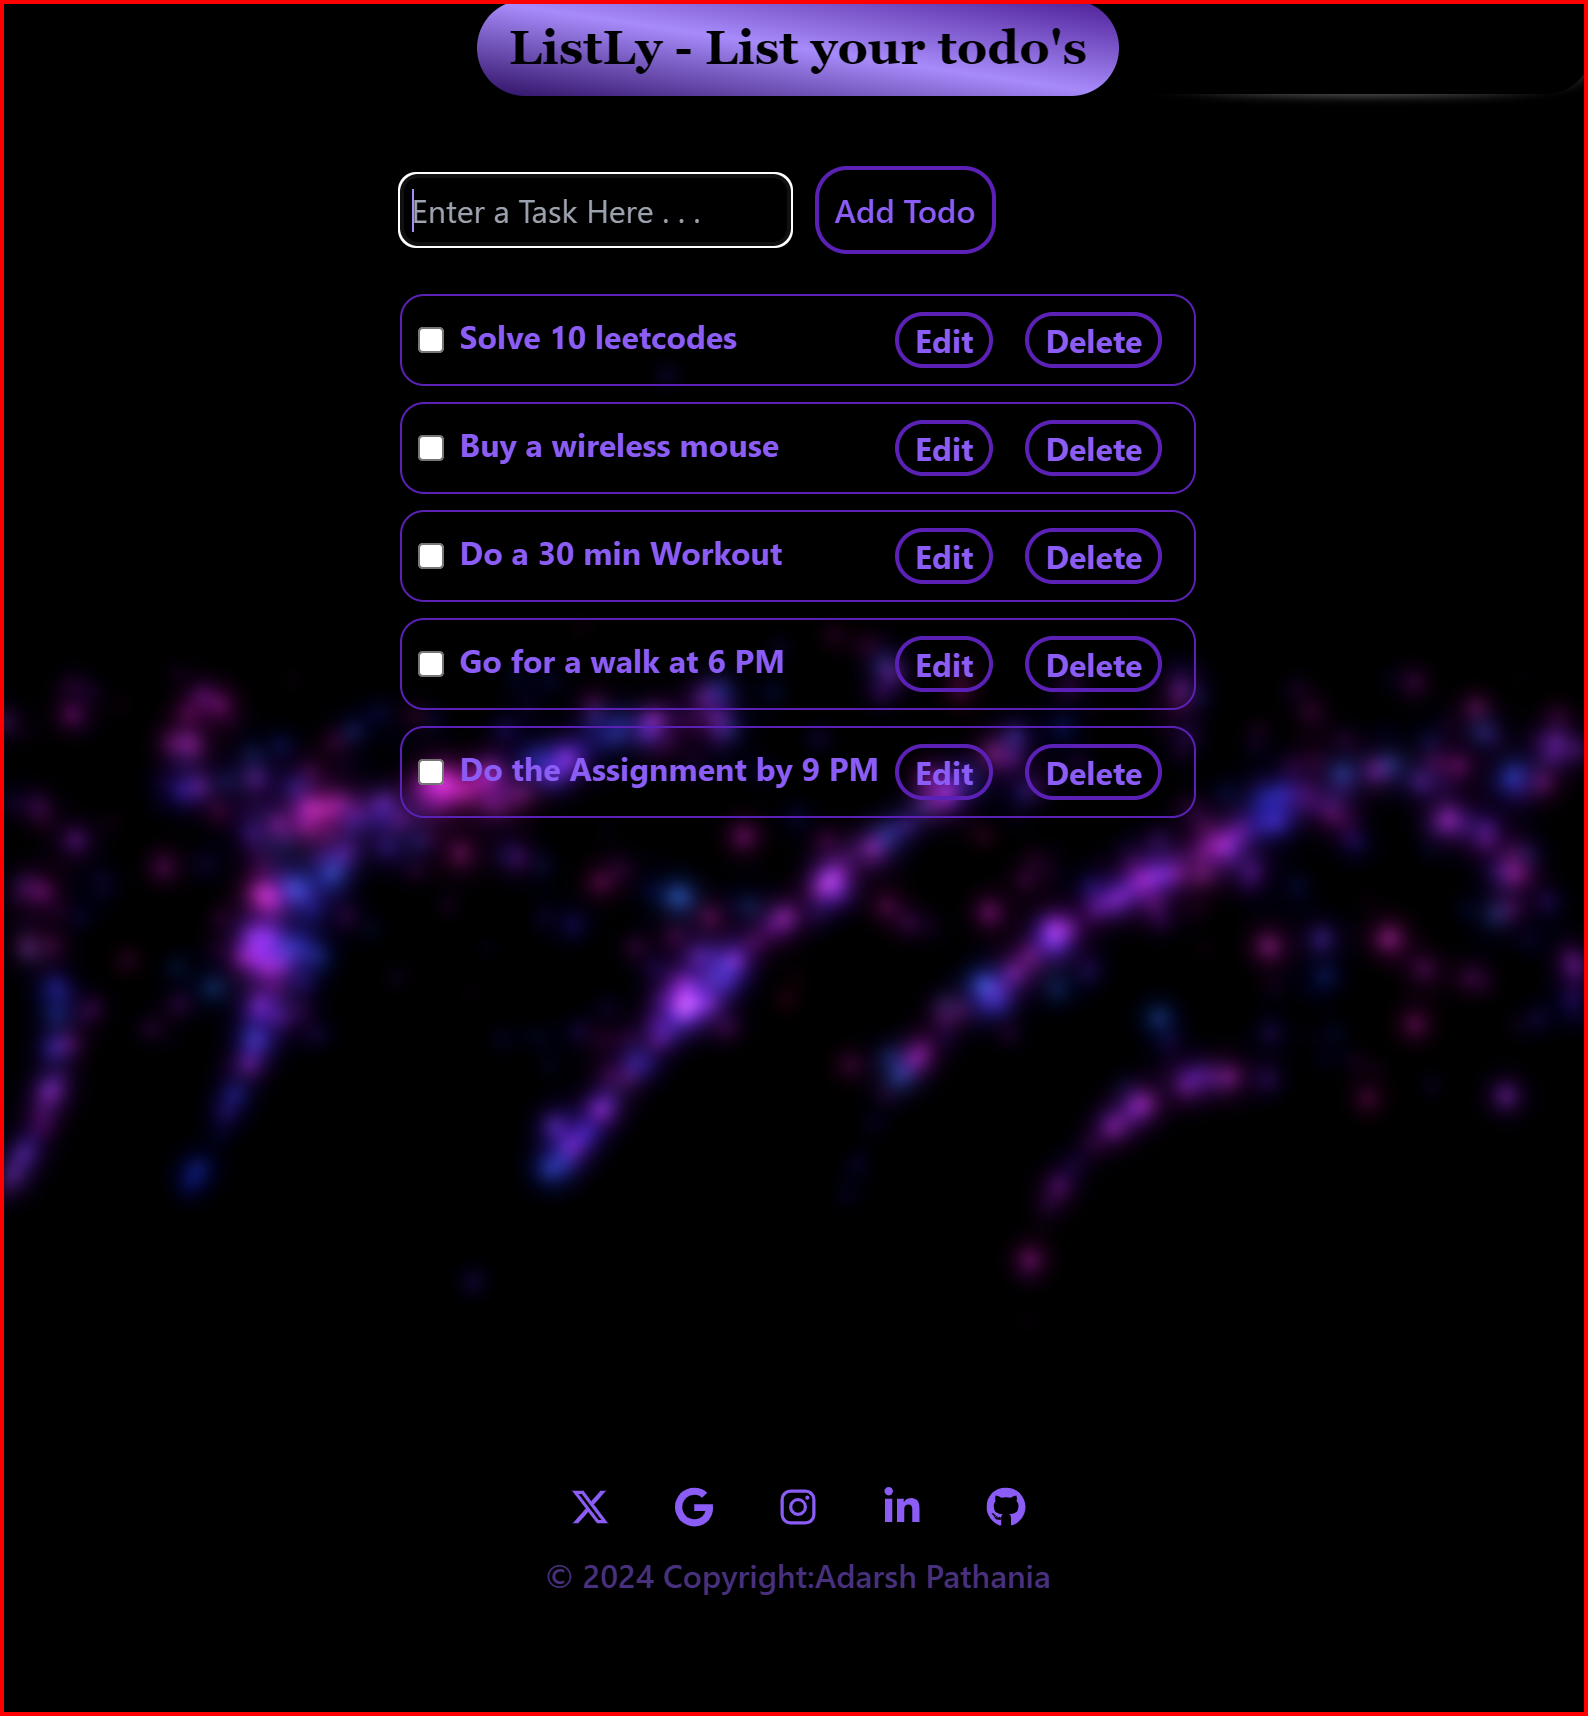 ListLy - List your todo's
Enter a Task Here . . .
Add Todo
Solve 10 leetcodes Edit Delete
Buy a wireless mouse Edit Delete
Do a 30 min Workout Edit Delete
Go for a walk at 6 PM Edit Delete
Do the Assignment by 9 PM Edit Delete
© 2024 Copyright:Adarsh Pathania